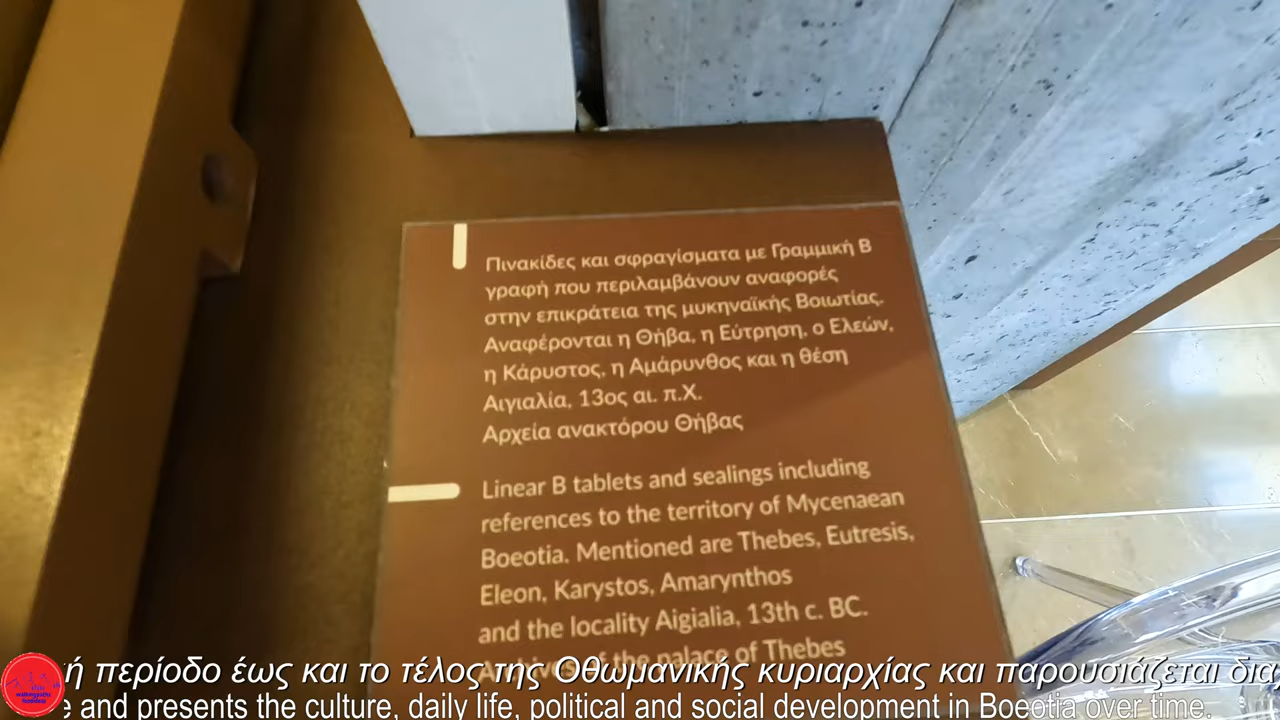 Πινακίδες και σφραγίσματα με Γραμμική Β
γραφή που περιλαμβάνουν αναφορές
στην επικράτεια της μυκηναϊκής Βοιωτίας.
Αναφέρονται η Θήβα, η Εύτρηση, ο Ελεών,
η Κάρυστος, η Αμάρυνθος και η θέση
Αιγιαλία, 13ος αι. π.Χ.
Αρχεία ανακτόρου Θήβας
Linear B tablets and sealings including
references to the territory of Mycenaean
Boeotia. Mentioned are Thebes, Eutresis,
Eleon, Karystos, Amarynthos
and the locality Aigialia, 13th c. BC.
Archives of the palace of Thebes
περίοδο έως και το τέλος της Οθωμανικής κυριαρχίας και παρουσιάζεται
and presents the culture, daily life, political and social development in Boeotia over time.